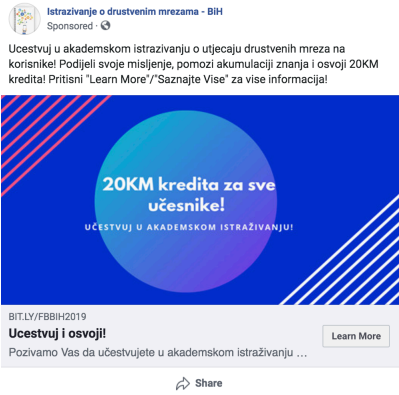 Istrazivanje o drustvenim mrezama - BiH
Sponsored ·
Ucestvuj u akademskom istrazivanju o utjecaju drustvenih mreza na
korisnike! Podijeli svoje misljenje, pomozi akumulaciji znanja i osvoji 20KM
kredita! Pritisni "Learn More"/"Saznajte Vise" za vise informacija!
20KM kredita za sve
učesnike!
UČESTVUJ U AKADEMSKOM ISTRAŽIVANJU!
BIT.LY/FBBIH2019
Ucestvuj i osvoji!
Learn More
Pozivamo Vas da učestvujete u akademskom istraživanju ...
Share